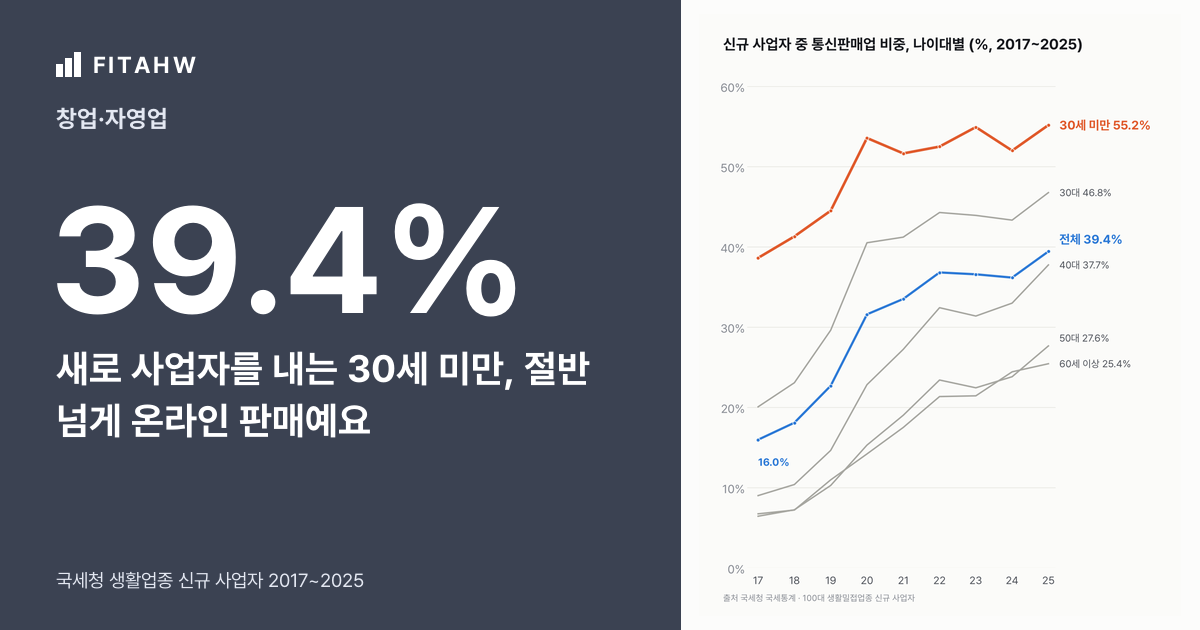 FITAHW
창업·자영업
39.4%
새로 사업자를 내는 30세 미만, 절반
넘게 온라인 판매예요
국세청 생활업종 신규 사업자 2017~2025
신규 사업자 중 통신판매업 비중, 나이대별 (%, 2017~2025)
60%
30세 미만 55.2%
50%
30대 46.8%
전체 39.4%
40%
40대 37.7%
50대 27.6%
30%
60세 이상 25.4%
20%
16.0%
10%
0%
17 18 19 20 21 22 23 24 25
출처 국세청 국세통계 · 100대 생활밀접업종 신규 사업자